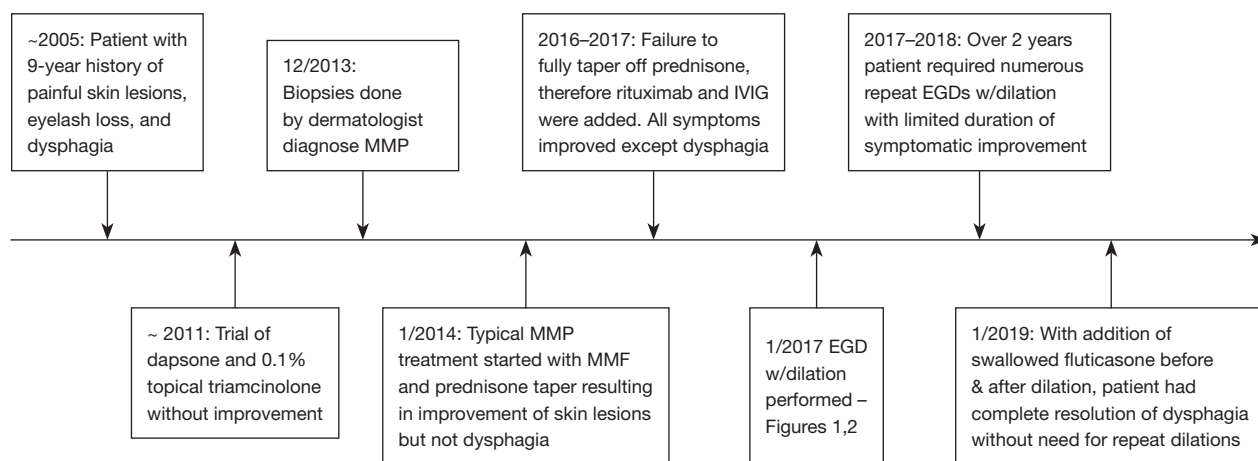 ~2005: Patient with
9-year history of
painful skin lesions,
eyelash loss, and
dysphagia
~ 2011: Trial of
dapsone and 0.1%
topical triamcinolone
without improvement
12/2013:
Biopsies done
by dermatologist
diagnose MMP
1/2014: Typical MMP
treatment started with MMF
and prednisone taper resulting
in improvement of skin lesions
but not dysphagia
2016–2017: Failure to
fully taper off prednisone,
therefore rituximab and IVIG
were added. All symptoms
improved except dysphagia
1/2017 EGD
w/dilation
performed –
Figures 1,2
2017–2018: Over 2 years
patient required numerous
repeat EGDs w/dilation
with limited duration of
symptomatic improvement
1/2019: With addition of
swallowed fluticasone before
& after dilation, patient had
complete resolution of dysphagia
without need for repeat dilations